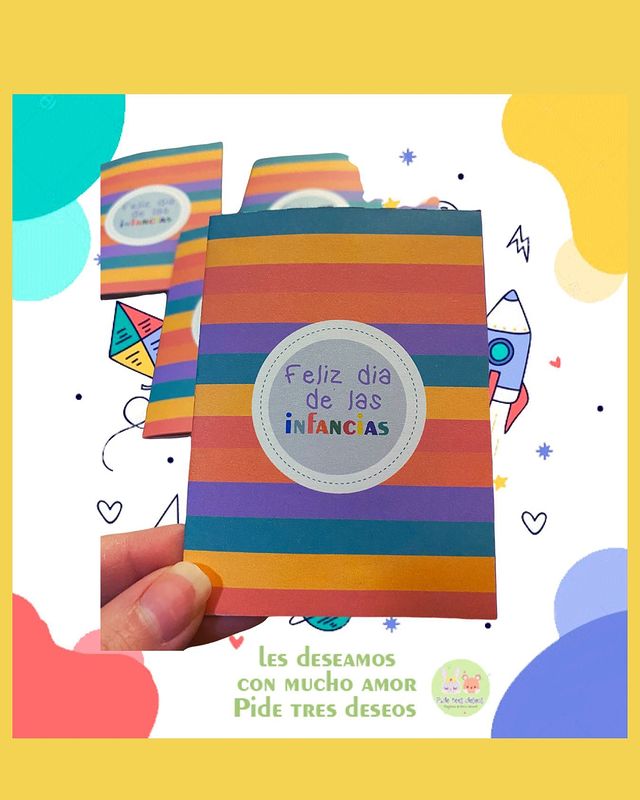 Feliz dia
de las
infancias
Feliz dia
de las
infancias
Les deseamos
con mucho amor
Pide tres deseos
Pide tres deseos